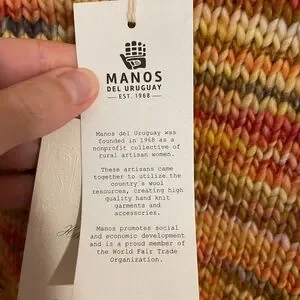 MANOS
DEL URUGUAY
EST. 1968
Manos del Uruguay was
founded in 1968 as a
nonprofit collective of
rural artisan women.
These artisans came
together to utilize the
country's wool
resources, creating high
quality hand knit
garments and
accessories.
Manos promotes social
and economic development
and is a proud member of
the World Fair Trade
Organization.